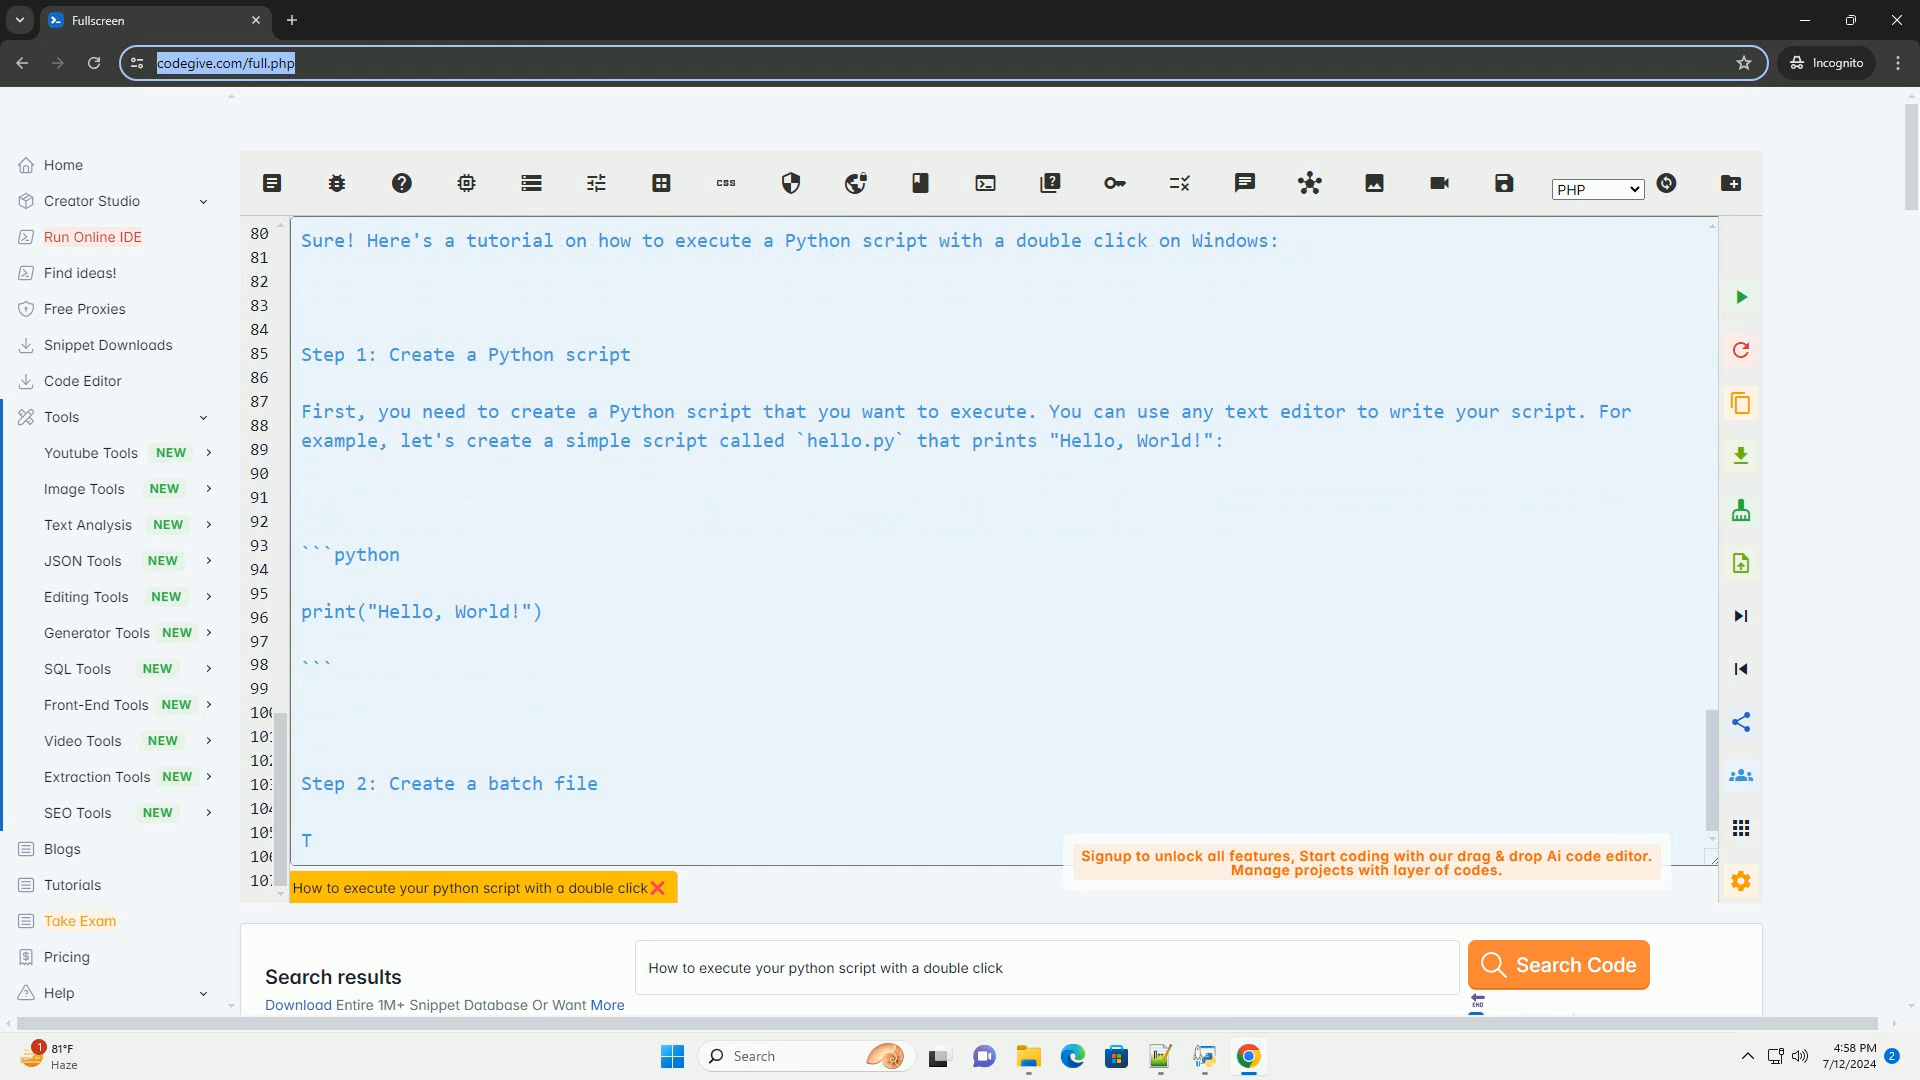 Fullscreen
codegive.com/full.php
Incognito
Home
Creator Studio
Run Online IDE
Find ideas!
Free Proxies
Snippet Downloads
Code Editor
Tools
Youtube Tools NEW
Image Tools NEW
Text Analysis NEW
JSON Tools NEW
Editing Tools NEW
Generator Tools NEW
SQL Tools NEW
Front-End Tools NEW
Video Tools NEW
Extraction Tools NEW
SEO Tools NEW
Blogs
Tutorials
Take Exam
Pricing
Help
css
PHP
80
81
82
83
84
85
86
87
88
89
90
91
92
93
94
95
96
97
98
99
Sure! Here's a tutorial on how to execute a Python script with a double click on Windows:
Step 1: Create a Python script
First, you need to create a Python script that you want to execute. You can use any text editor to write your script. For
example, let's create a simple script called `hello.py` that prints "Hello, World!":
```python
print("Hello, World!")
```
Step 2: Create a batch file
T
Signup to unlock all features, Start coding with our drag & drop Ai code editor.
Manage projects with layer of codes.
How to execute your python script with a double click
Search results
Download Entire 1M+ Snippet Database Or Want More
How to execute your python script with a double click
Search Code
END
1
81°F
Haze
Search
4:58 PM
7/12/2024
2